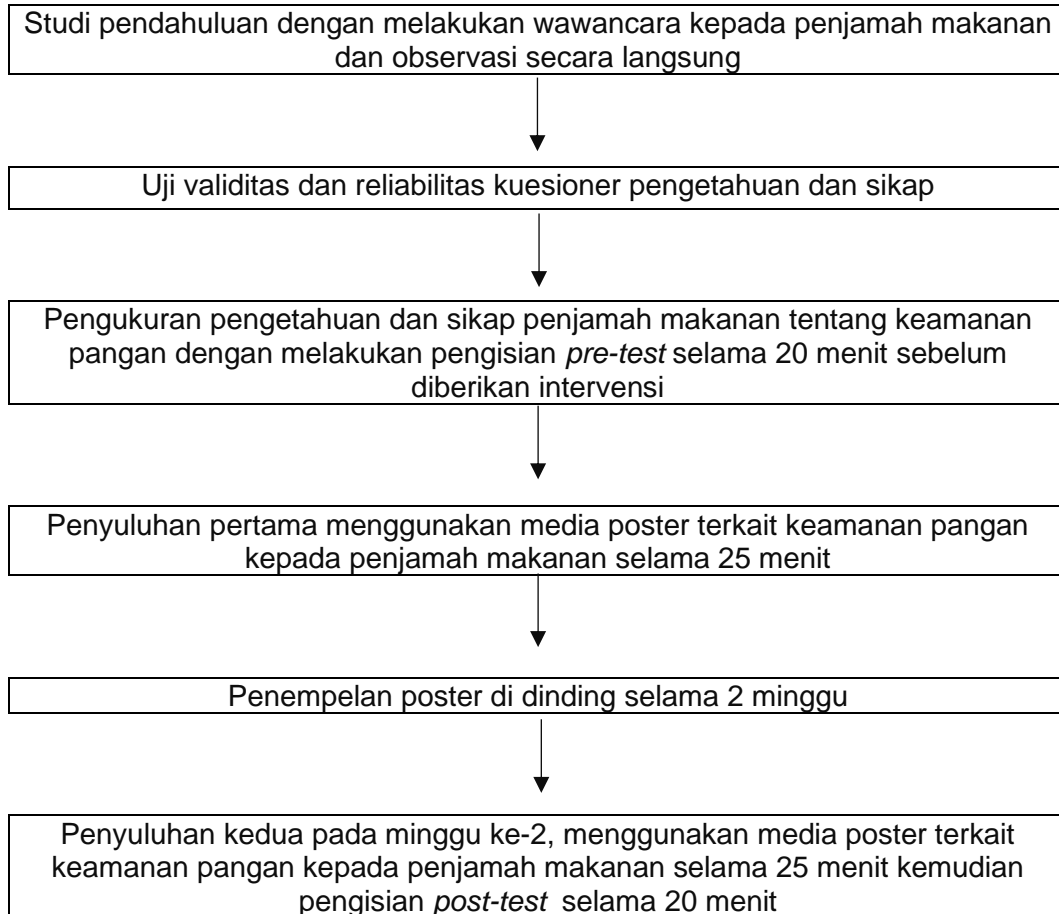 Studi pendahuluan dengan melakukan wawancara kepada penjamah makanan
dan observasi secara langsung
Uji validitas dan reliabilitas kuesioner pengetahuan dan sikap
Pengukuran pengetahuan dan sikap penjamah makanan tentang keamanan
pangan dengan melakukan pengisian pre-test selama 20 menit sebelum
diberikan intervensi
Penyuluhan pertama menggunakan media poster terkait keamanan pangan
kepada penjamah makanan selama 25 menit
Penempelan poster di dinding selama 2 minggu
Penyuluhan kedua pada minggu ke-2, menggunakan media poster terkait
keamanan pangan kepada penjamah makanan selama 25 menit kemudian
pengisian post-test selama 20 menit